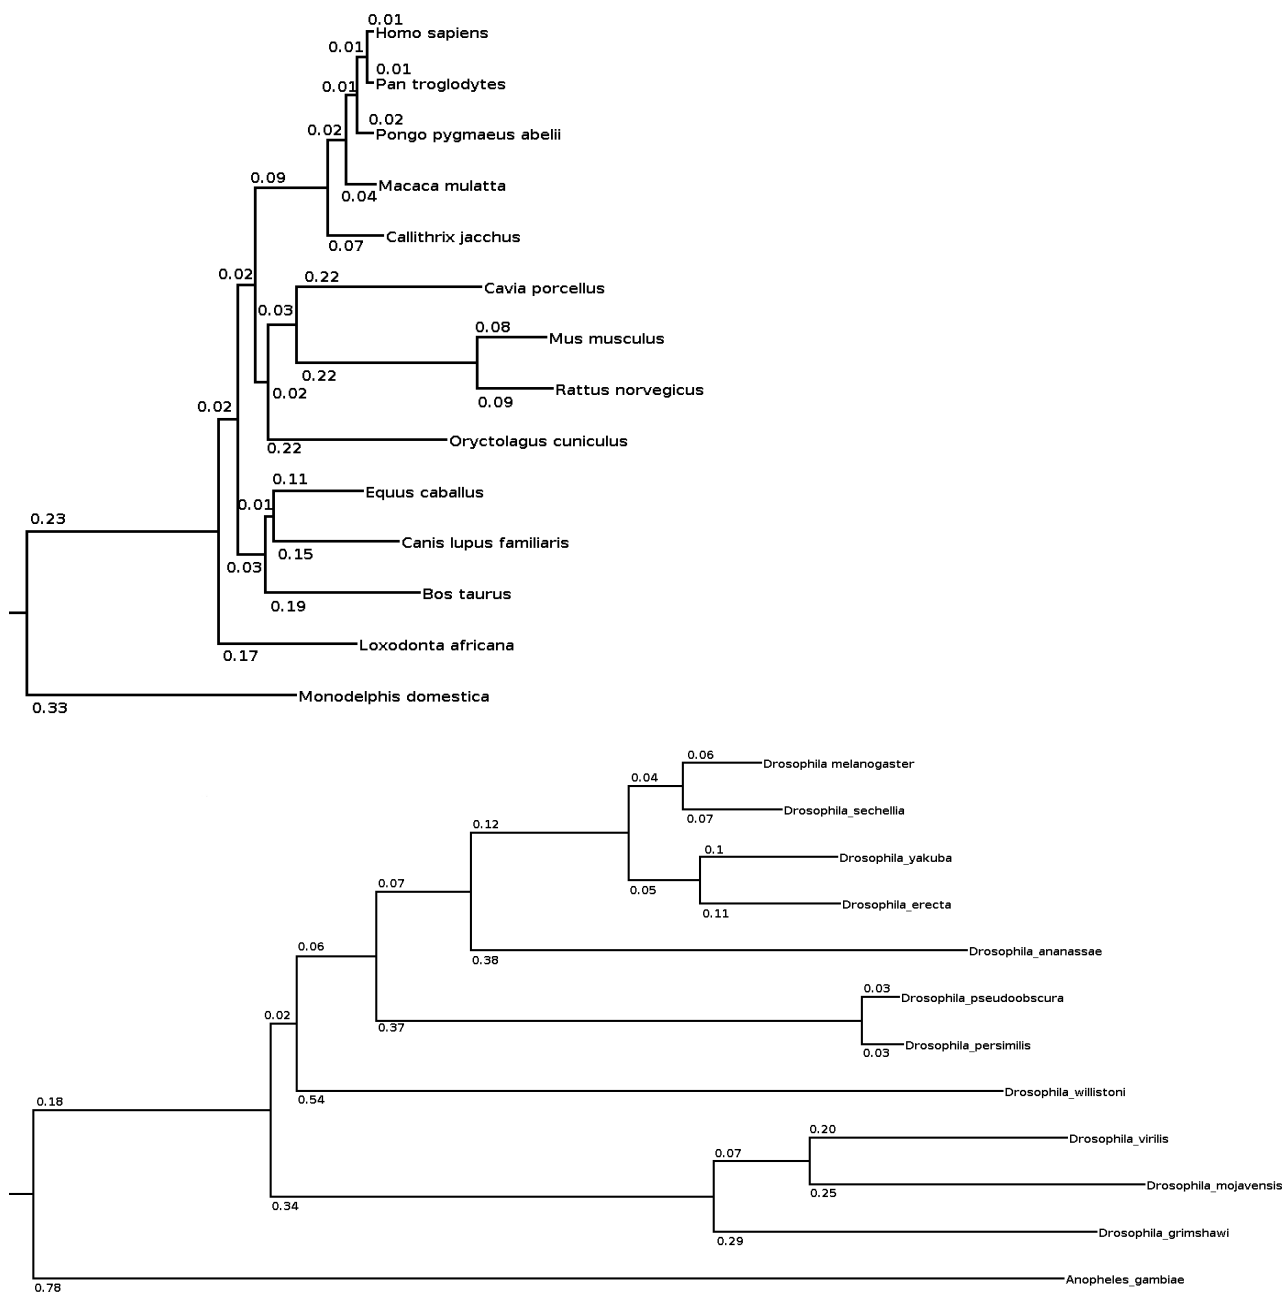 0.01
Homo sapiens
0.01
0.01
Pan troglodytes
0.01
0.02
Pongo pygmaeus abelii
0.02
0.09
Macaca mulatta
0.04
Callithrix jacchus
0.07
0.02
0.22
Cavia porcellus
0.03
0.08
Mus musculus
0.22
Rattus norvegicus
0.02
0.09
0.02
Oryctolagus cuniculus
0.22
0.11
Equus caballus
0.01
0.23
Canis lupus familiaris
0.15
0.03
Bos taurus
0.19
Loxodonta africana
0.17
Monodelphis domestica
0.33
0.06
Drosophila melanogaster
0.04
Drosophila_sechellia
0.07
0.12
0.1
Drosophila_yakuba
0.07
0.05
Drosophila_erecta
0.11
0.06
Drosophila_ananassae
0.38
0.03
Drosophila_pseudoobscura
0.02
0.37
Drosophila_persimilis
0.03
Drosophila_willistoni
0.54
0.18
0.20
Drosophila_virilis
0.07
Drosophila_mojavensis
0.25
0.34
Drosophila_grimshawi
0.29
Anopheles_gambiae
0.78